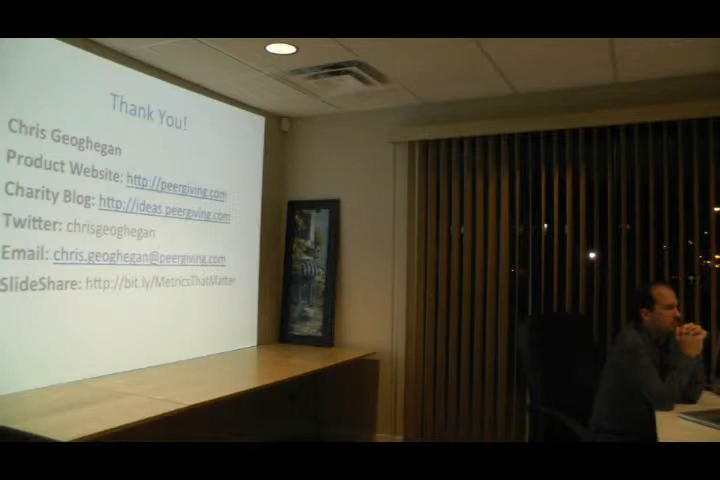 Thank You!
Chris Geoghegan
Product Website: http://peergiving.com
Charity Blog: http://ideas.peergiving.com
Twitter: chrisgeoghegan
Email: chris.geoghegan@peergiving.com
SlideShare: http://bit.ly/MetricsThatMatter